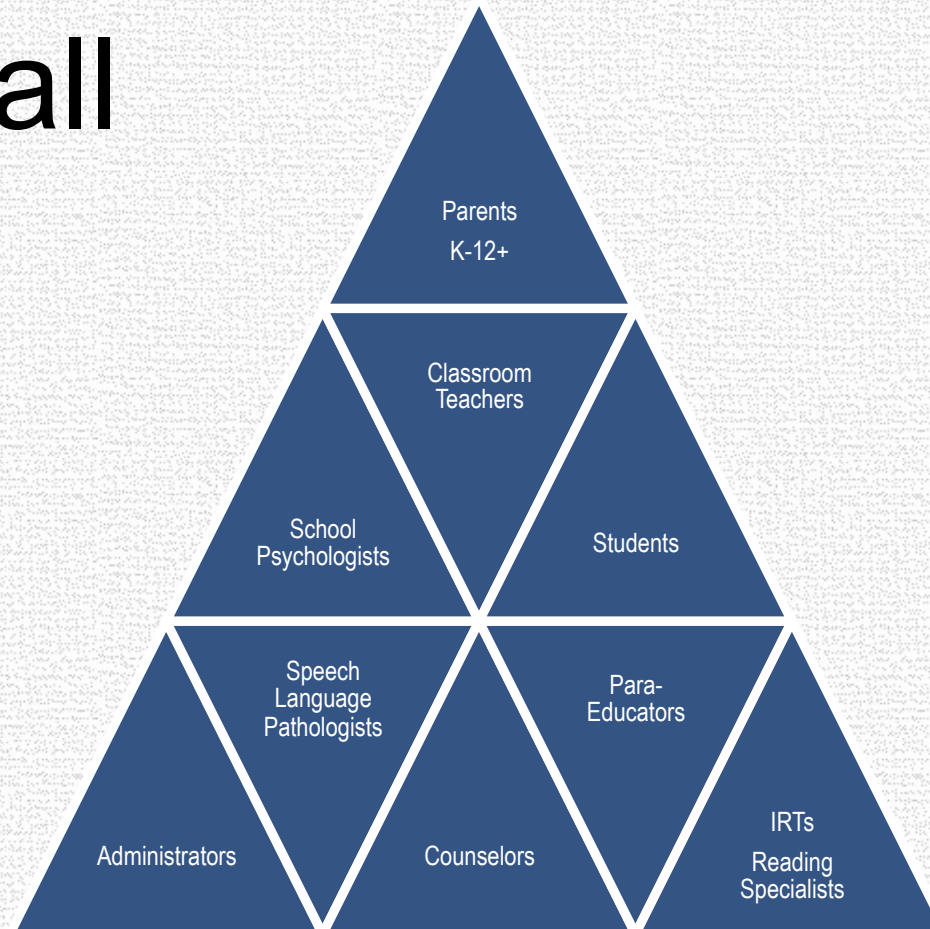 all
Parents
K-12+
Classroom
Teachers
School
Psychologists
Students
Speech
Language
Pathologists
Para-
Educators
Administrators
Counselors
IRTs
Reading
Specialists